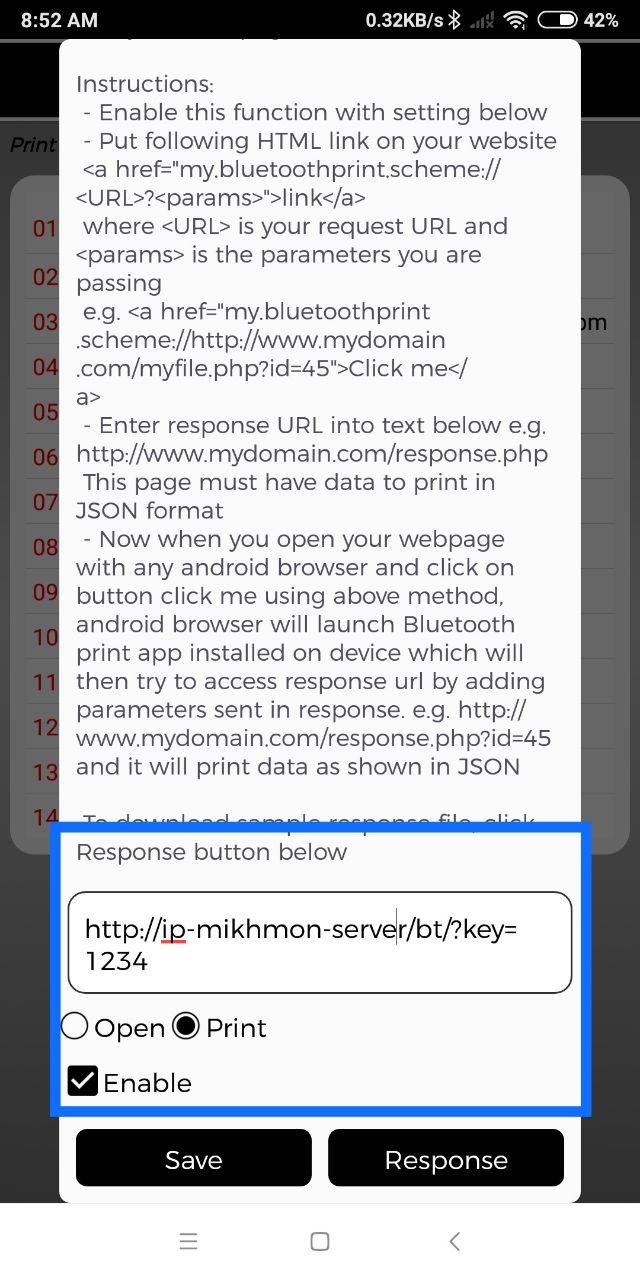 8:52 AM 0.32KB/s 42%
Instructions:
- Enable this function with setting below
- Put following HTML link on your website
<a href="my.bluetoothprint.scheme://
<URL>?<params>">link</a>
where <URL> is your request URL and
<params> is the parameters you are
passing
e.g. <a href="my.bluetoothprint
.scheme://http://www.mydomain
.com/myfile.php?id=45">Click me</
a>
- Enter response URL into text below e.g.
http://www.mydomain.com/response.php
This page must have data to print in
JSON format
- Now when you open your webpage
with any android browser and click on
button click me using above method,
android browser will launch Bluetooth
print app installed on device which will
then try to access response url by adding
parameters sent in response. e.g. http://
www.mydomain.com/response.php?id=45
and it will print data as shown in JSON
To download sample response file, click
Response button below
http://ip-mikhmon-server/bt/?key=
1234
Open Print
Enable
Save Response
Print
01
02
03 om
04
05
06
07
08
09
10
11
12
13
14